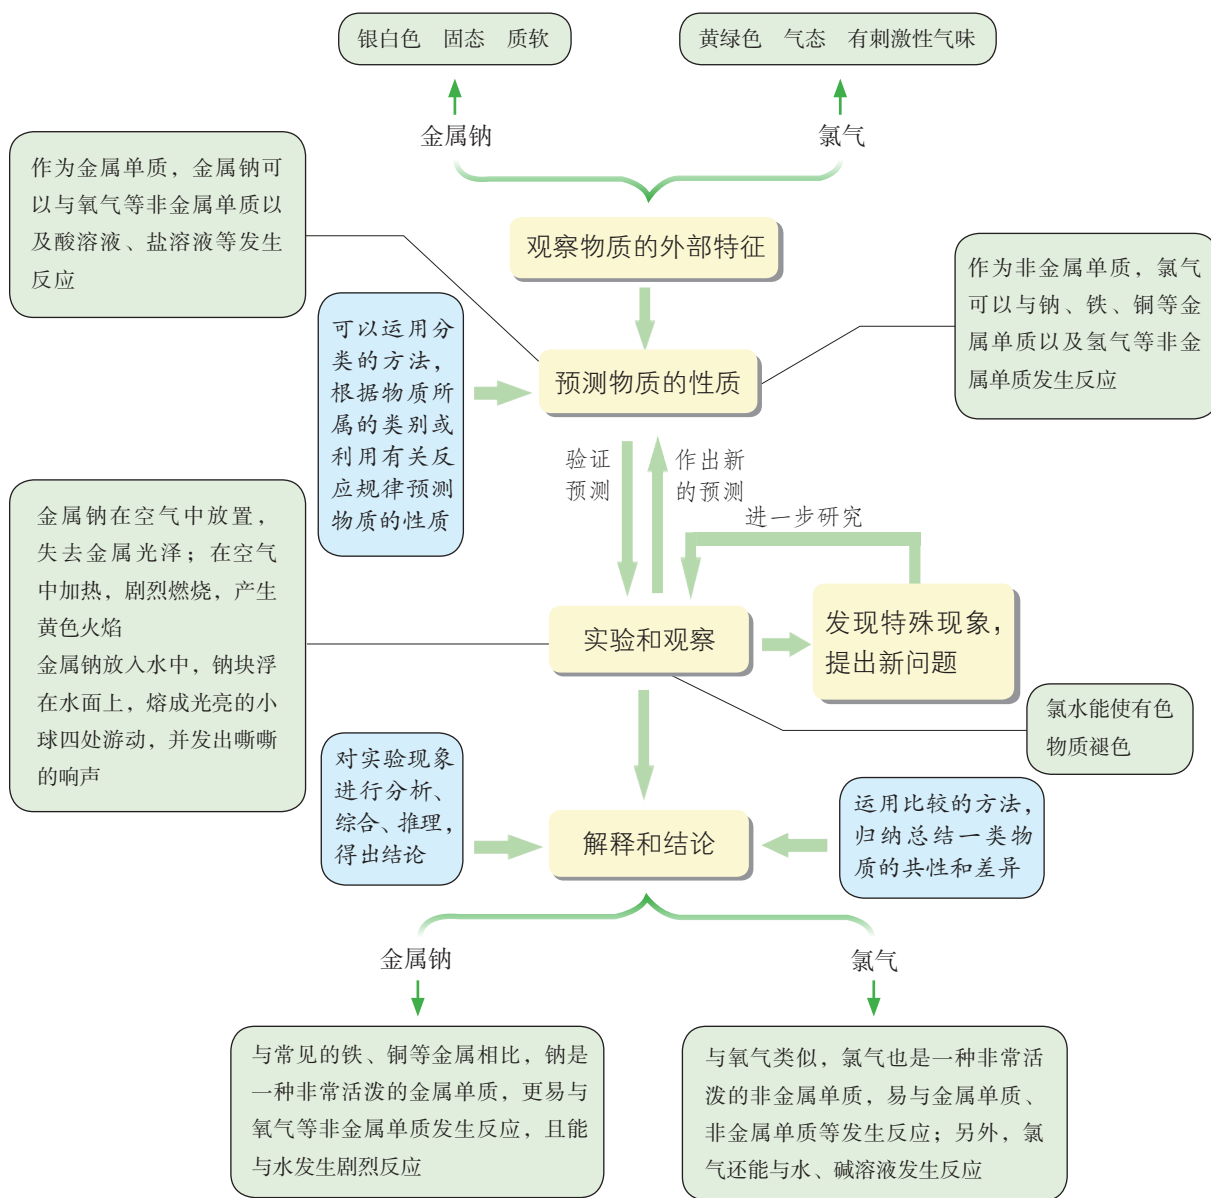 银白色 固态 质软
黄绿色 气态 有刺激性气味
金属钠
氯气
作为金属单质，金属钠可
以与氧气等非金属单质以
及酸溶液、盐溶液等发生
反应
观察物质的外部特征
作为非金属单质，氯气
可以与钠、铁、铜等金
属单质以及氢气等非金
属单质发生反应
可以运用分
类的方法，
根据物质所
属的类别或
利用有关反
应规律预测
物质的性质
预测物质的性质
验证
预测
作出新
的预测
进一步研究
金属钠在空气中放置，
失去金属光泽；在空气
中加热，剧烈燃烧，产生
黄色火焰
金属钠放入水中，钠块浮
在水面上，熔成光亮的小
球四处游动，并发出嘶嘶
的响声
实验和观察
发现特殊现象，
提出新问题
氯水能使有色
物质褪色
对实验现象
进行分析、
综合、推理，
得出结论
解释和结论
运用比较的方法，
归纳总结一类物
质的共性和差异
金属钠
氯气
与常见的铁、铜等金属相比，钠是
一种非常活泼的金属单质，更易与
氧气等非金属单质发生反应，且能
与水发生剧烈反应
与氧气类似，氯气也是一种非常活
泼的非金属单质，易与金属单质、
非金属单质等发生反应；另外，氯
气还能与水、碱溶液发生反应